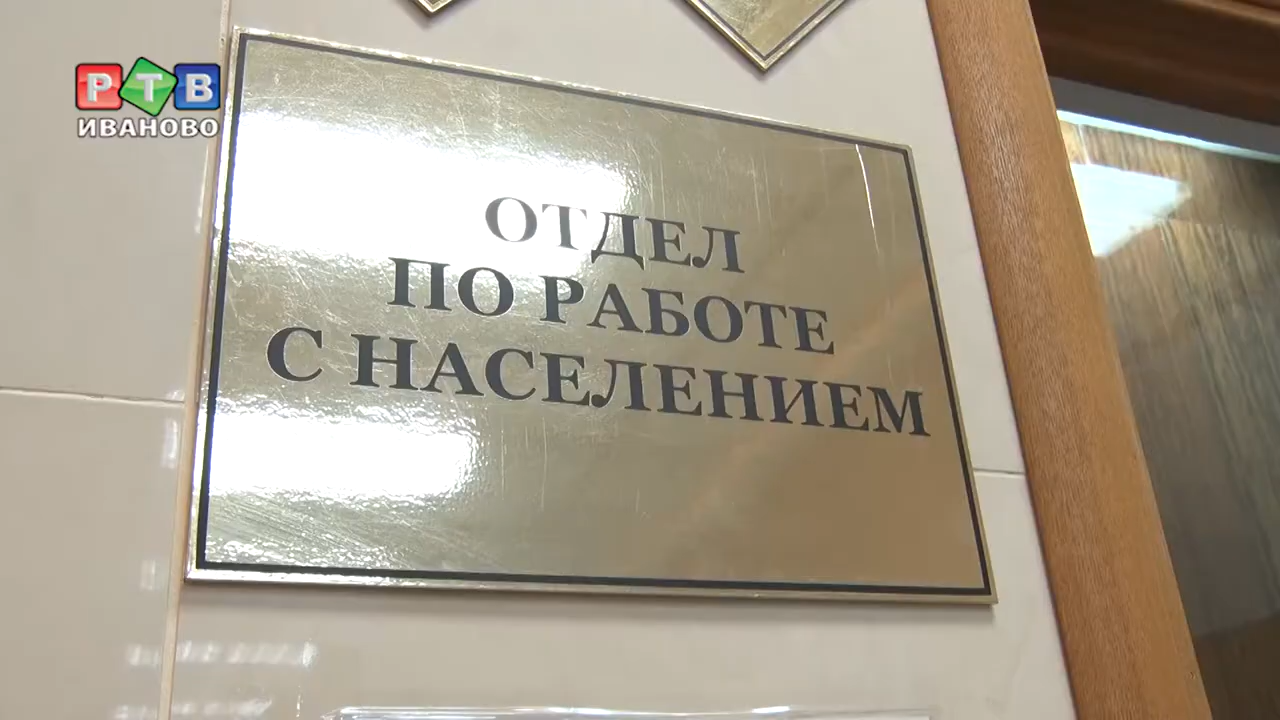 РТВ
ИВАНОВО
ОТДЕЛ
ПО РАБОТЕ
С НАСЕЛЕНИЕМ